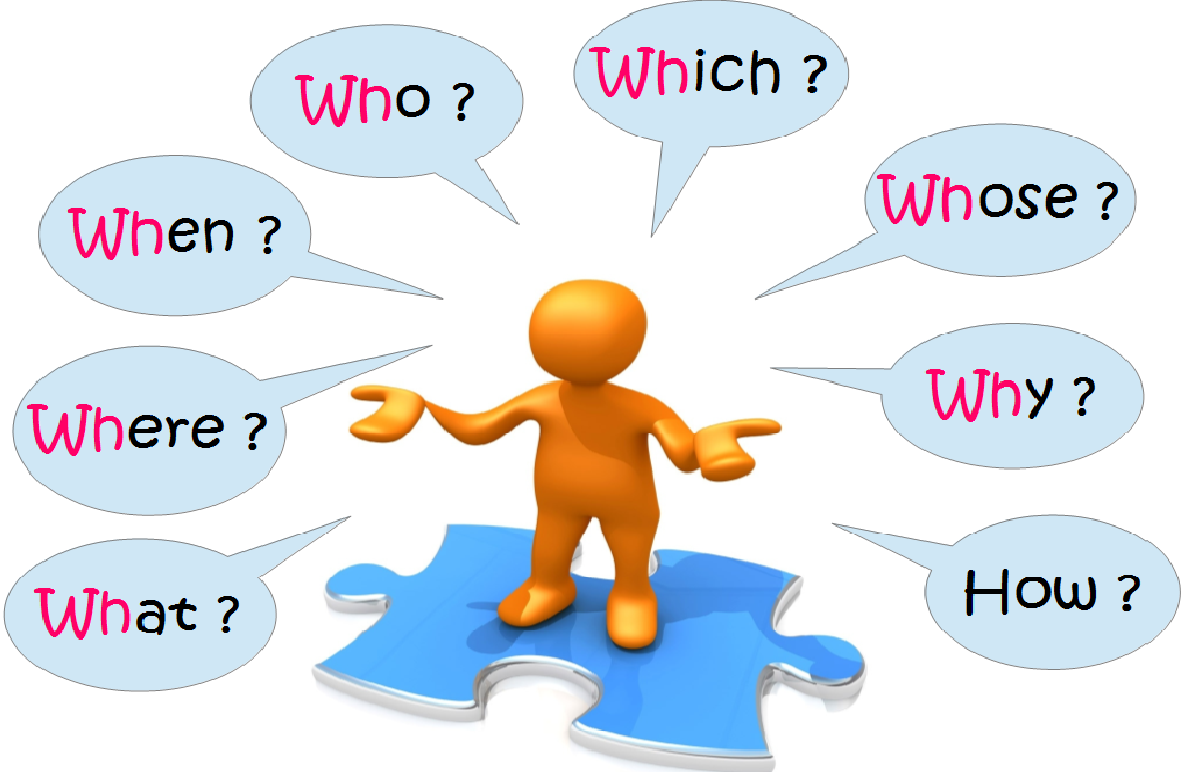 Who ?
Which ?
When ?
Whose ?
Where ?
Why ?
What ?
How ?